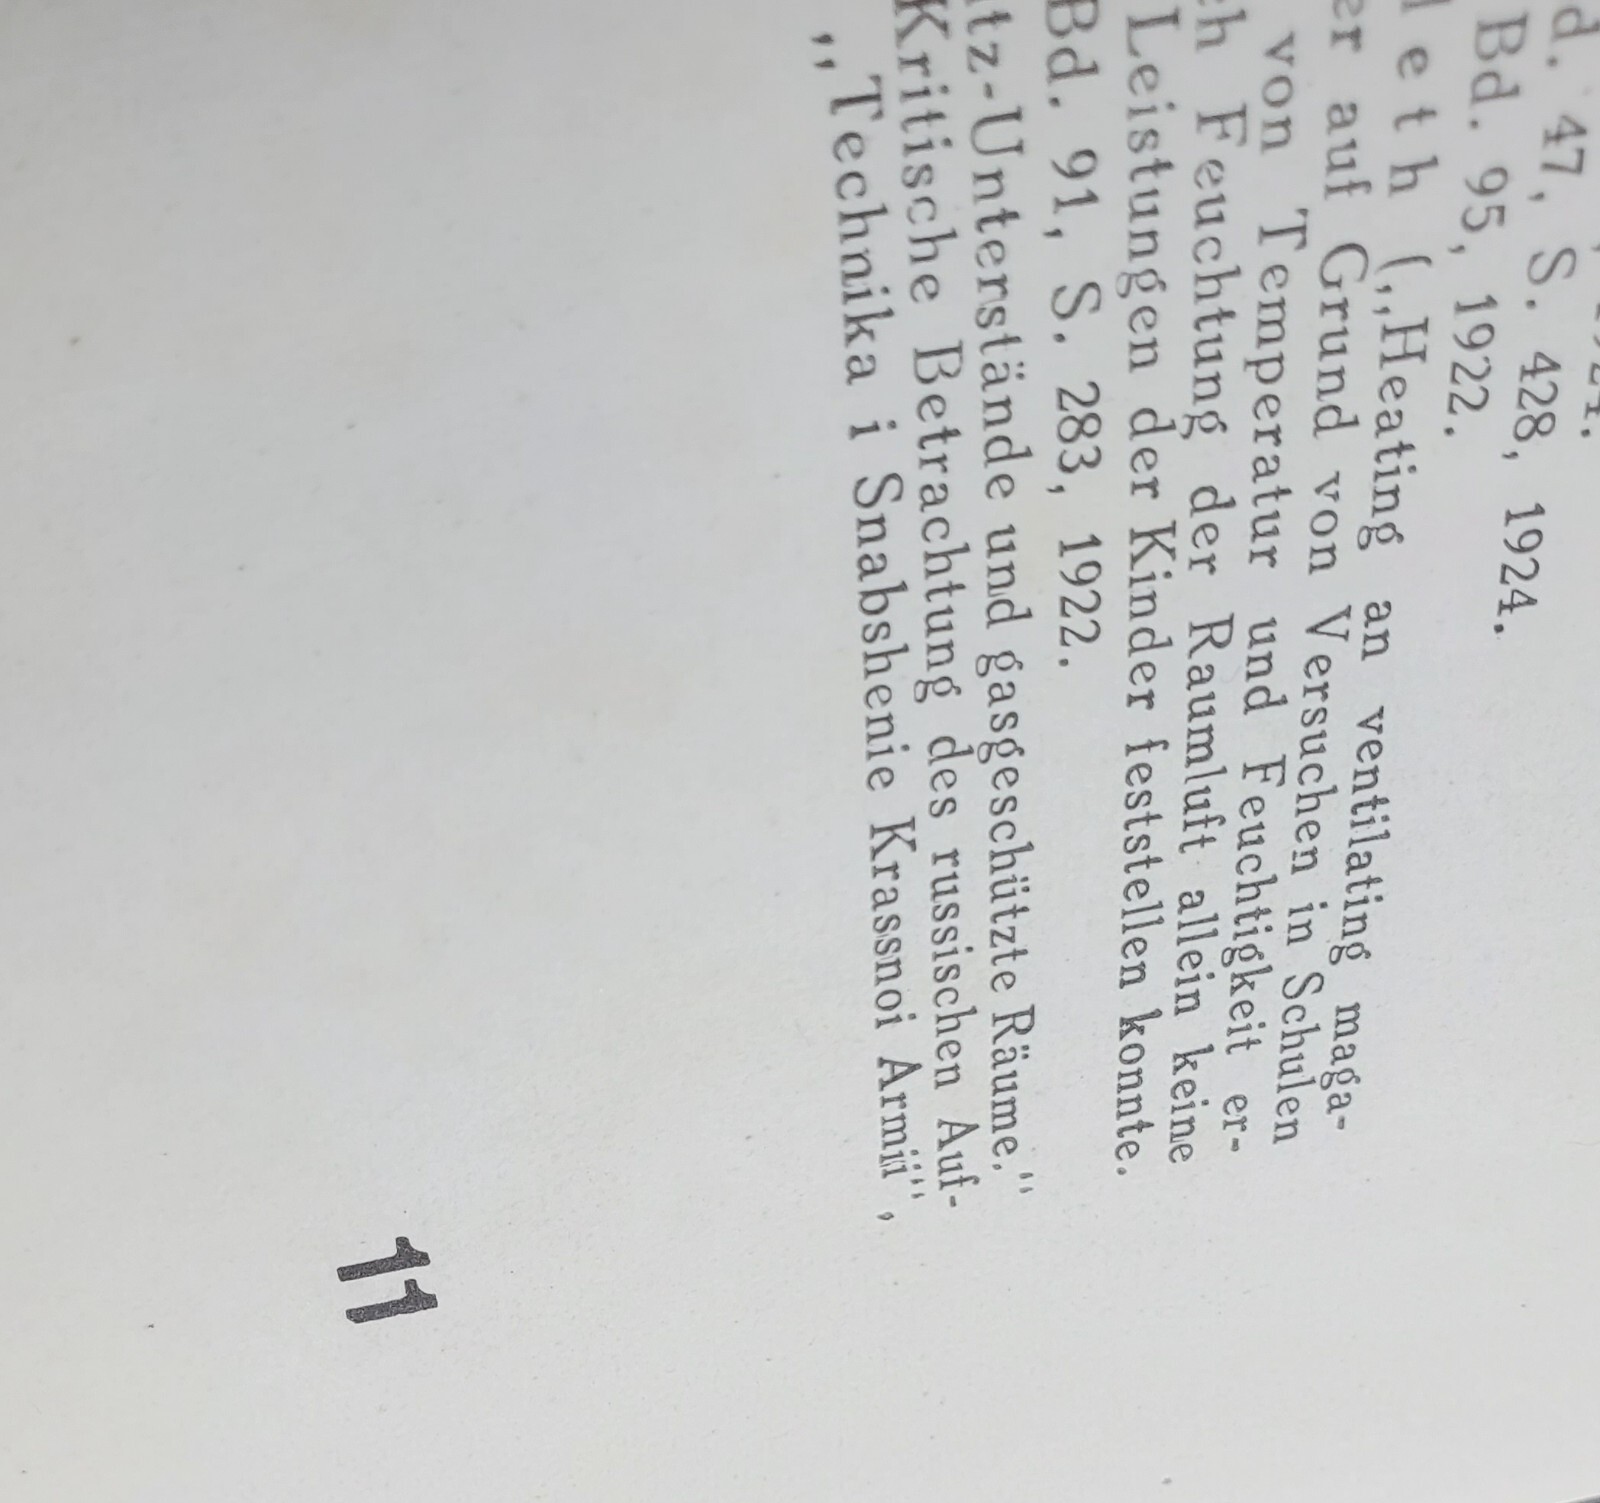 1924.
d. 47, S. 428, 1924.
Bd. 95, 1922.
l e t h („Heating an ventilating maga-
er auf Grund von Versuchen in Schulen
von Temperatur und Feuchtigkeit er-
ch Feuchtung der Raumluft allein keine
Leistungen der Kinder feststellen konnte.
Bd. 91, S. 283, 1922.
tz-Unterstände und gasgeschützte Räume."
Kritische Betrachtung des russischen Auf-
„Technika i Snabshenie Krassnoi Armii",
11